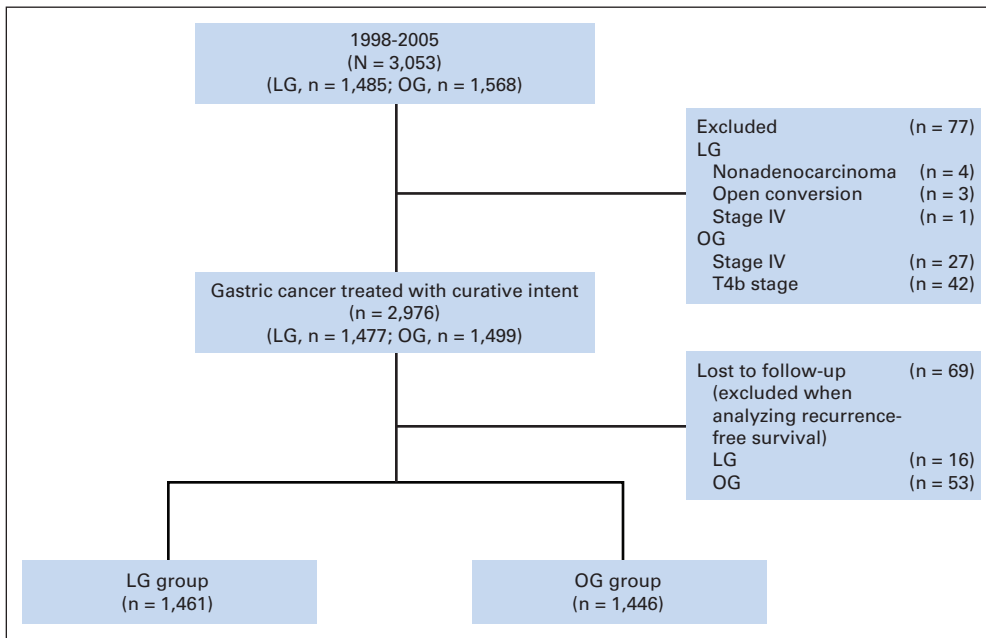 1998-2005
(N = 3,053)
(LG, n = 1,485; OG, n = 1,568)
Excluded (n = 77)
LG
Nonadenocarcinoma (n = 4)
Open conversion (n = 3)
Stage IV (n = 1)
OG
Stage IV (n = 27)
T4b stage (n = 42)
Gastric cancer treated with curative intent
(n = 2,976)
(LG, n = 1,477; OG, n = 1,499)
Lost to follow-up (n = 69)
(excluded when
analyzing recurrence-
free survival)
LG (n = 16)
OG (n = 53)
LG group
(n = 1,461)
OG group
(n = 1,446)